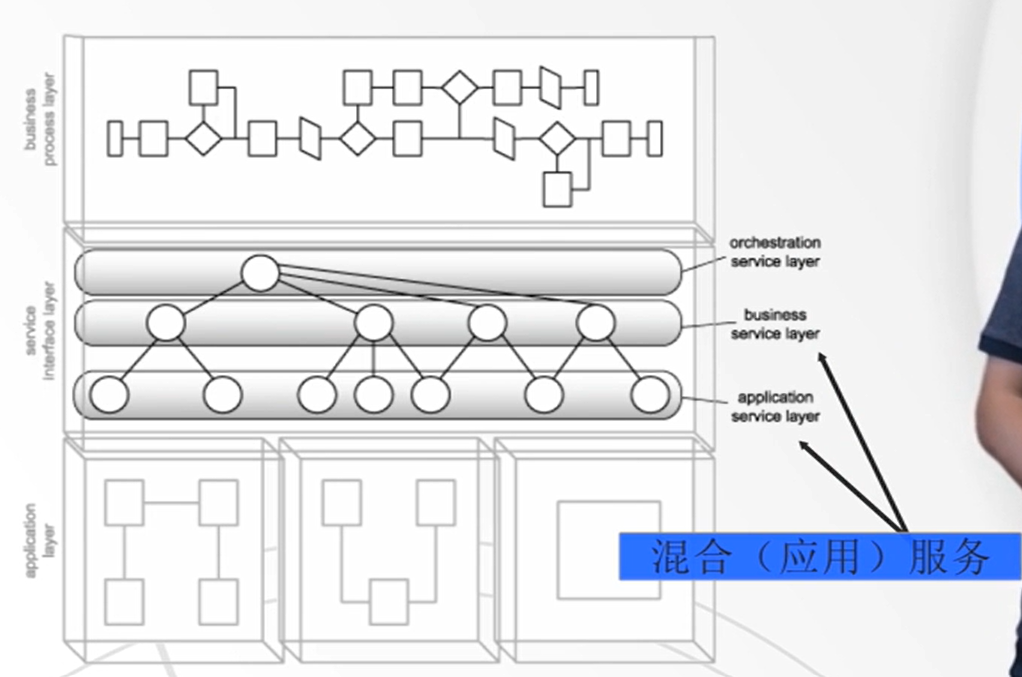 business
process layer
orchestration
service layer
service
interface layer
business
service layer
application
service layer
application
layer
混合（应用）服务